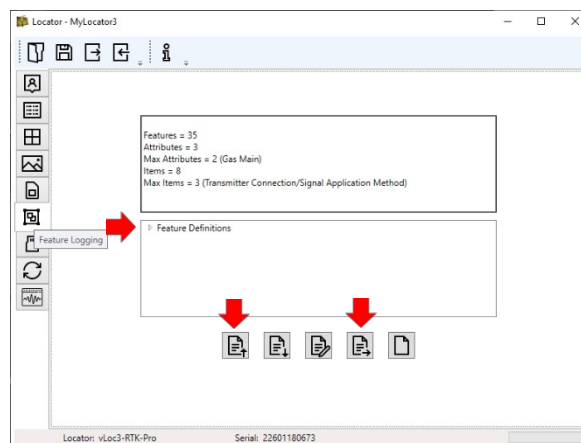 Locator - MyLocator3
Features = 35
Attributes = 3
Max Attributes = 2 (Gas Main)
Items = 8
Max Items = 3 (Transmitter Connection/Signal Application Method)
Feature Definitions
Feature Logging
Locator: vLoc3-RTK-Pro Serial: 22601180673